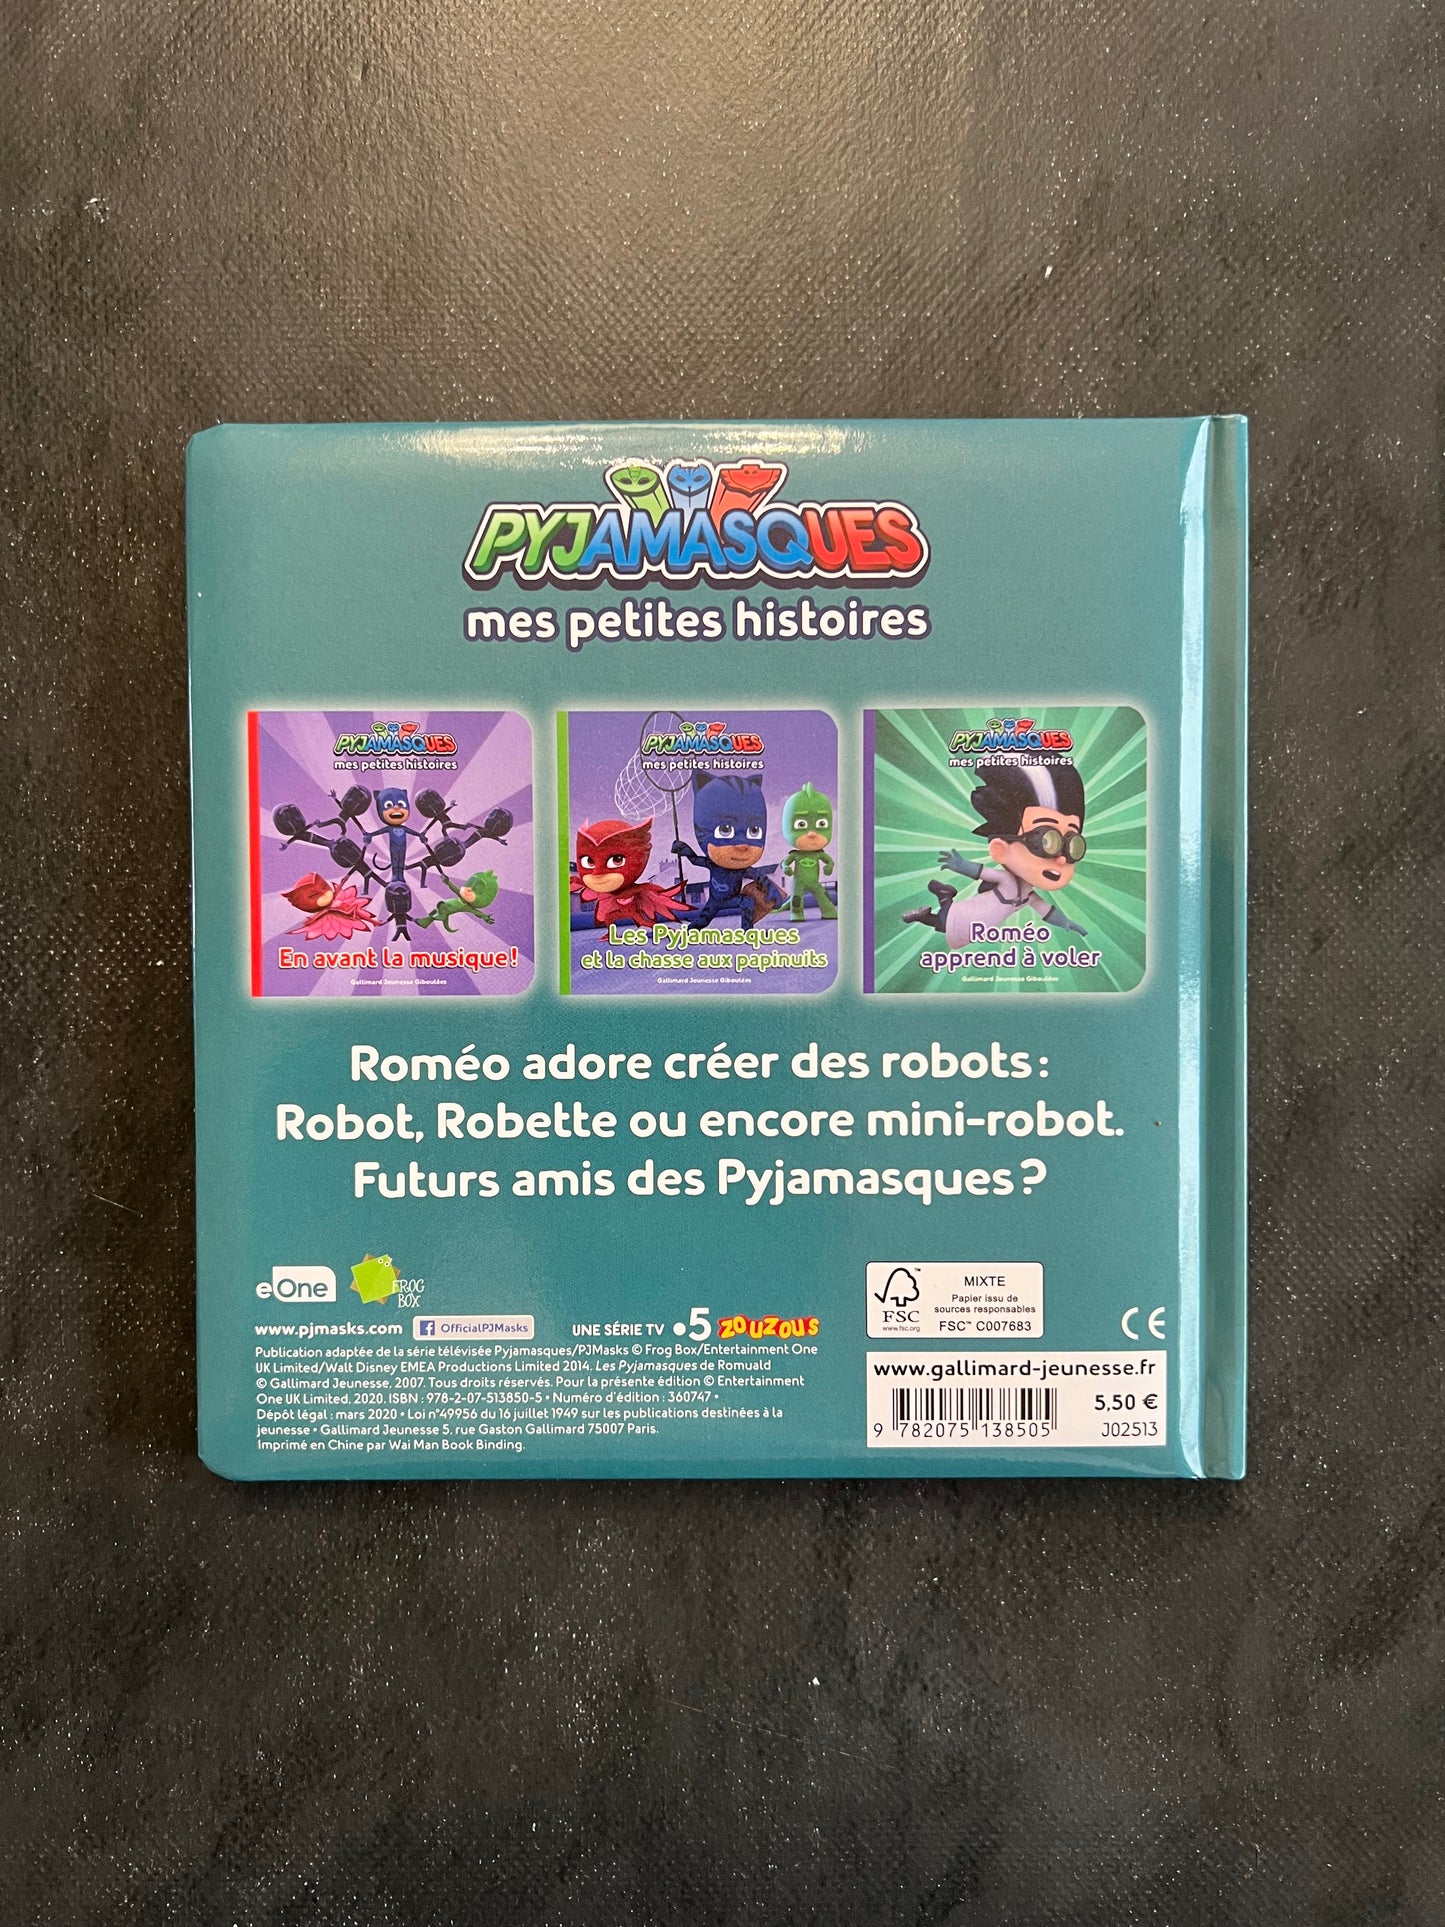 PYJAMASQUES
mes petites histoires
PYJAMASQUES
mes petites histoires
En avant la musique !
Gallimard Jeunesse Giboulées
PYJAMASQUES
mes petites histoires
Les Pyjamasques
et la chasse aux papinuits
Gallimard Jeunesse Giboulées
PYJAMASQUES
mes petites histoires
Roméo
apprend à voler
Gallimard Jeunesse Giboulées
Roméo adore créer des robots :
Robot, Robette ou encore mini-robot.
Futurs amis des Pyjamasques ?
eOne
FROG
BOX
www.pjmasks.com
f OfficialPJMasks
UNE SÉRIE TV •5 ZOUZOUS
Publication adaptée de la série télévisée Pyjamasques/PJMasks © Frog Box/Entertainment One
UK Limited/Walt Disney EMEA Productions Limited 2014. Les Pyjamasques de Romuald
© Gallimard Jeunesse, 2007. Tous droits réservés. Pour la présente édition © Entertainment
One UK Limited, 2020. ISBN : 978-2-07-513850-5 • Numéro d'édition : 360747 •
Dépôt légal : mars 2020 • Loi n°49956 du 16 juillet 1949 sur les publications destinées à la
jeunesse • Gallimard Jeunesse 5, rue Gaston Gallimard 75007 Paris.
Imprimé en Chine par Wai Man Book Binding.
FSC™
www.fsc.org
MIXTE
Papier issu de
sources responsables
FSC™ C007683
CE
www.gallimard-jeunesse.fr
5,50 €
9 782075 138505
J02513